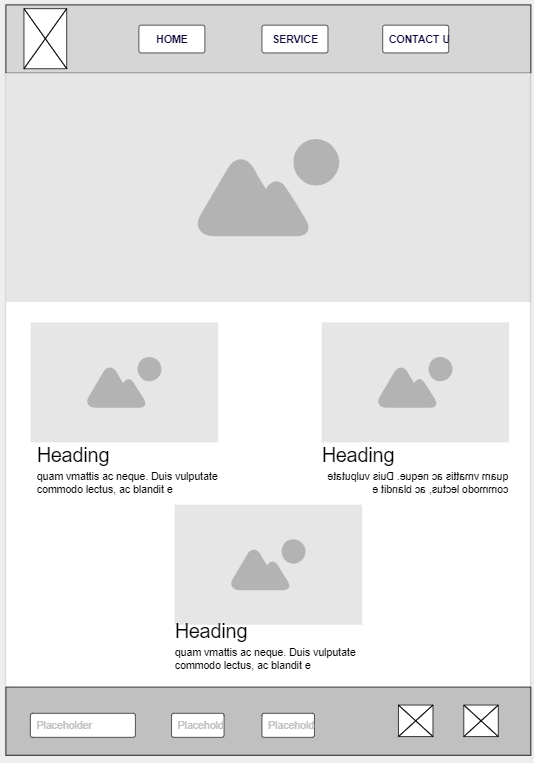 HOME
SERVICE
CONTACT U
Heading
quam vmattis ac neque. Duis vulputate
commodo lectus, ac blandit e
Heading
quam vmattis ac neque. Duis vulputate
commodo lectus, ac blandit e
Heading
quam vmattis ac neque. Duis vulputate
commodo lectus, ac blandit e
Placeholder
Placehold
Placehold